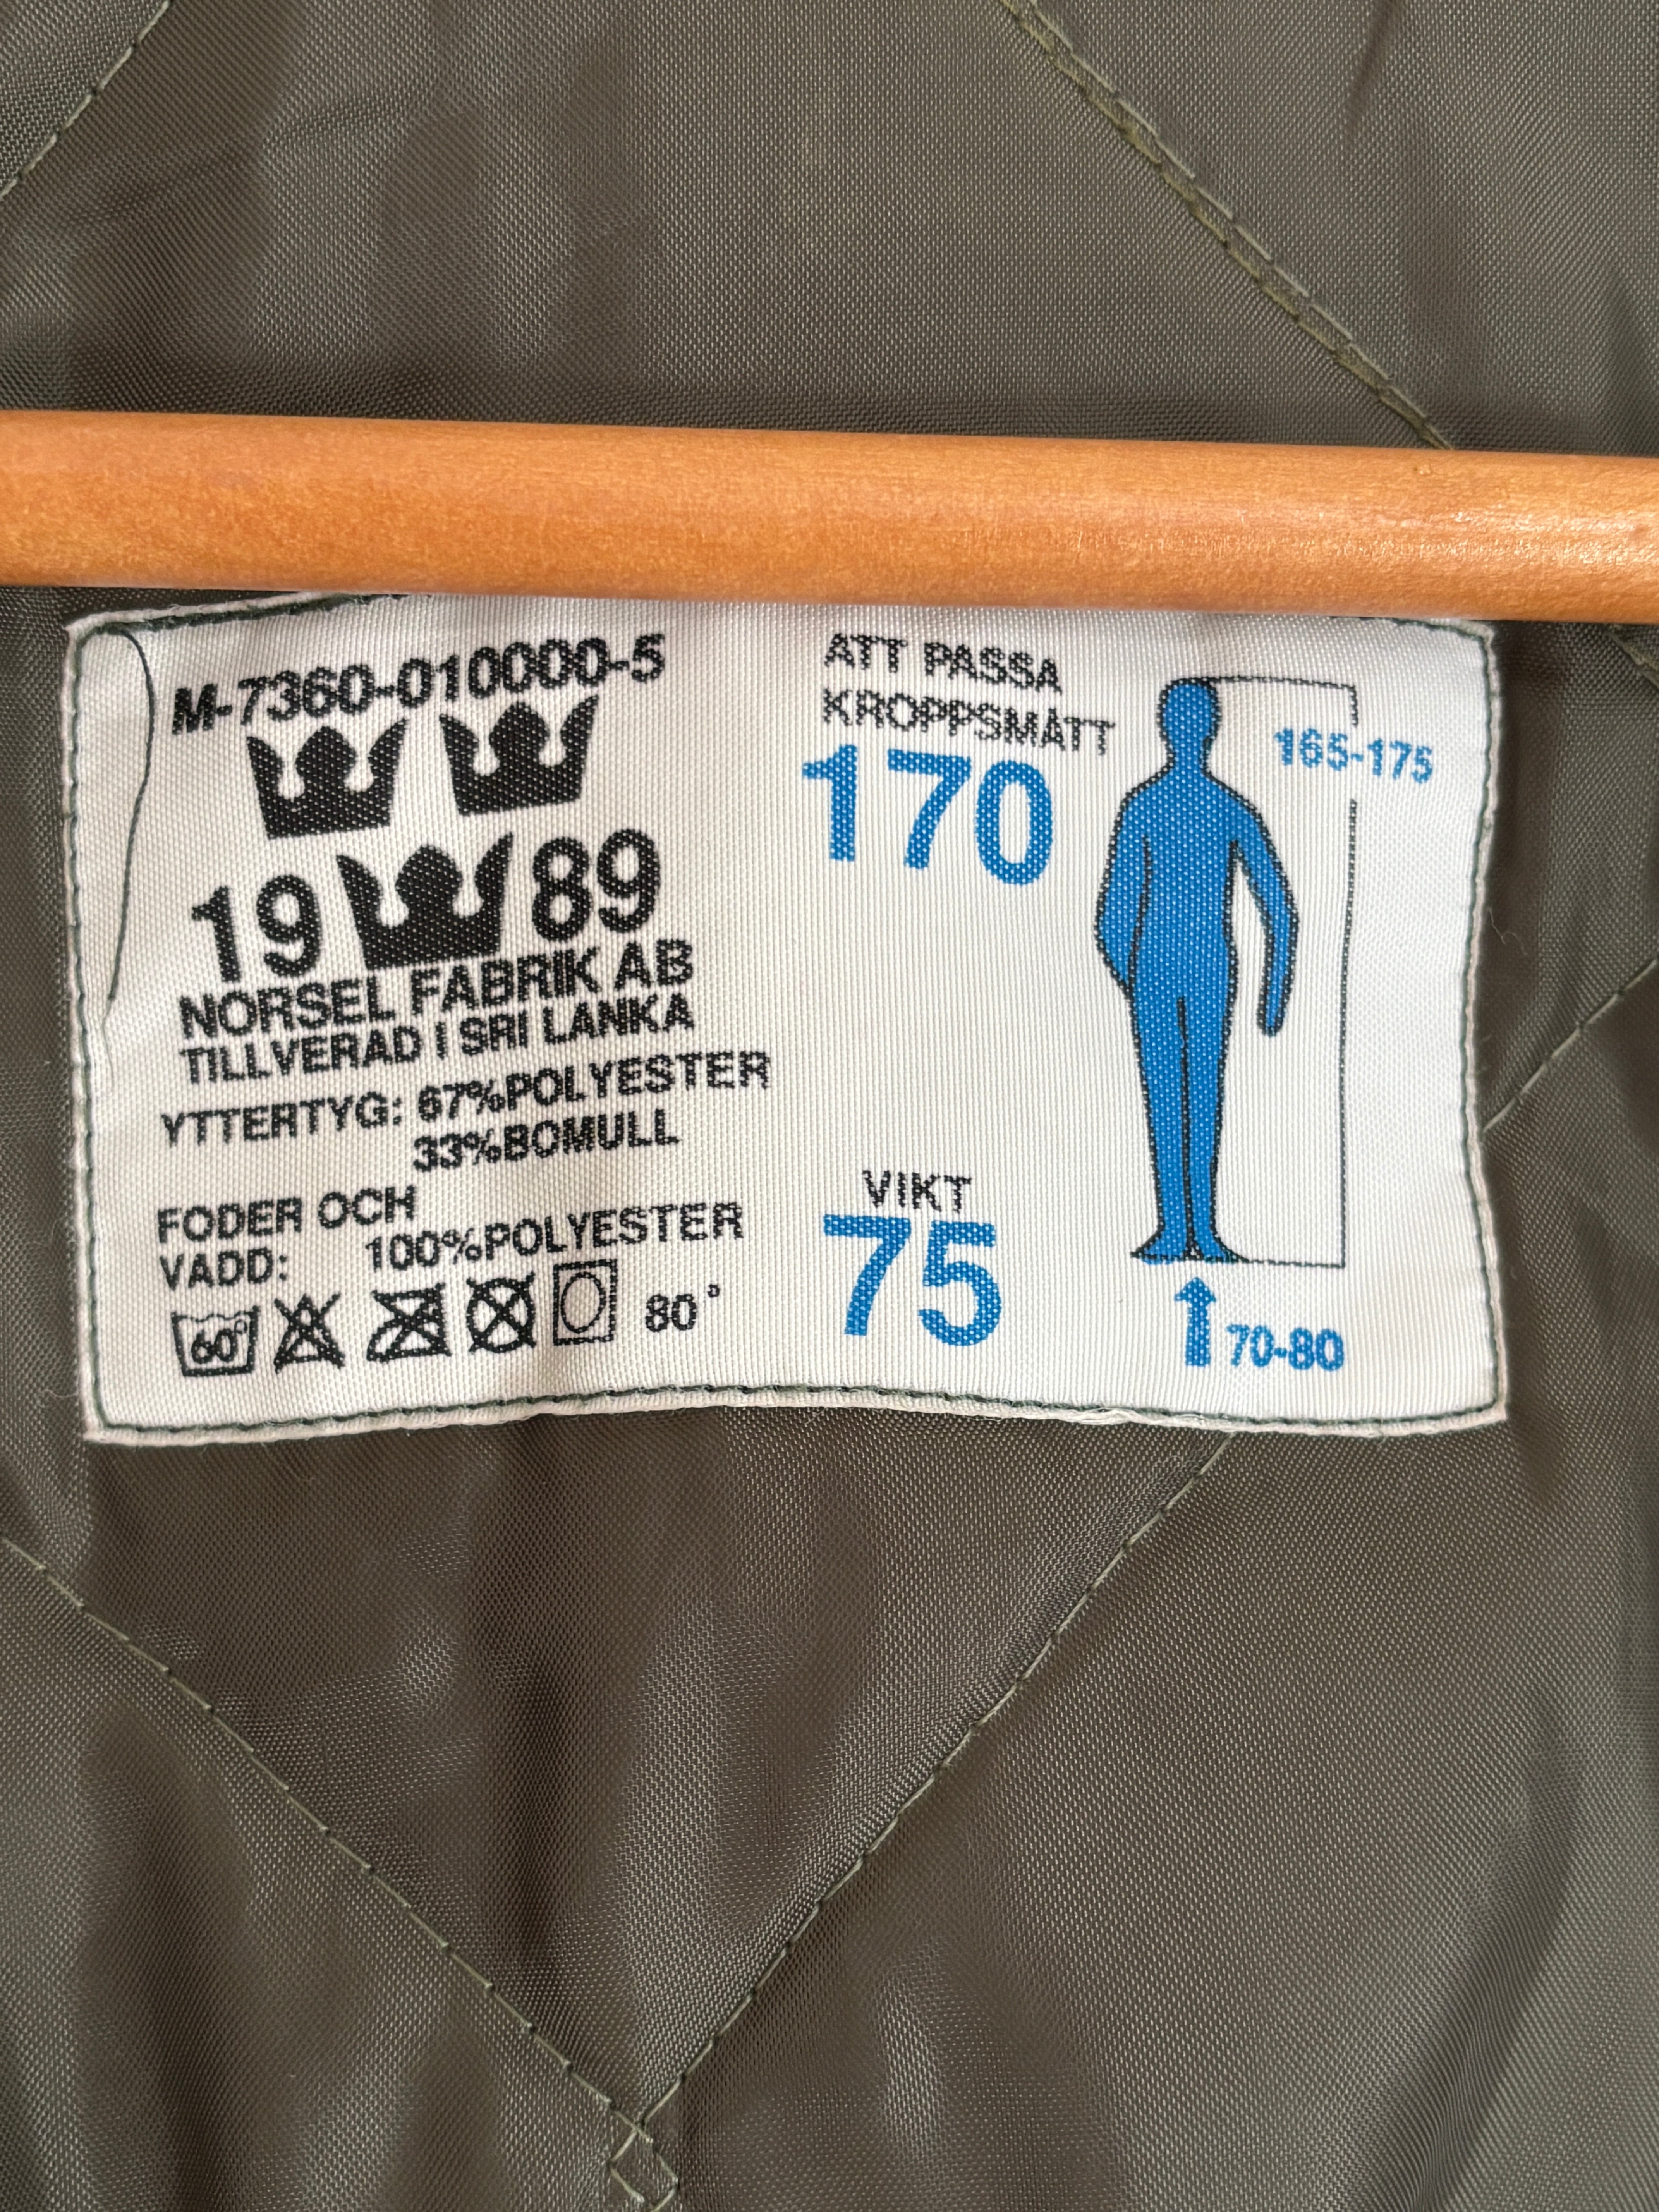 M-7360-010000-5
19 89
NORSEL FABRIK AB
TILLVERAD I SRI LANKA
YTTERTYG: 67%POLYESTER
33%BOMULL
FODER OCH
VADD: 100%POLYESTER
60° 80°
ATT PASSA
KROPPSMÅTT
170
165-175
VIKT
75
70-80